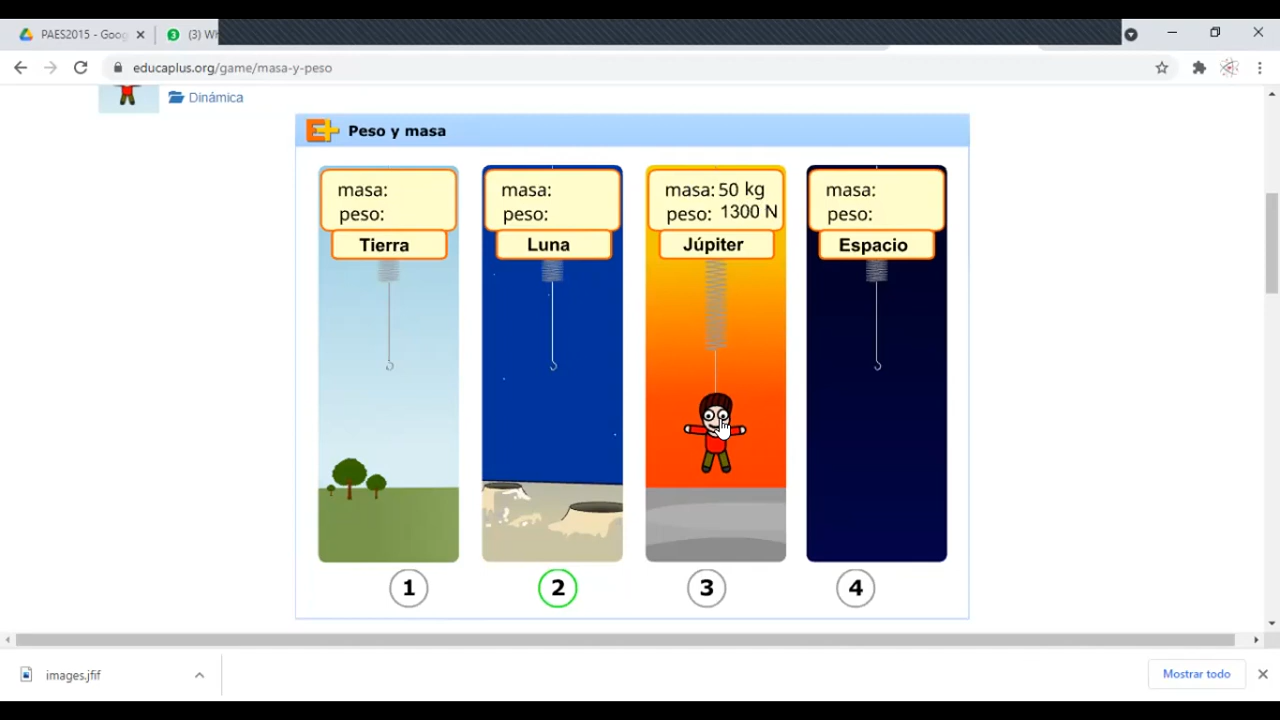 PAES2015 - Goog
3 (3) Wh
educaplus.org/game/masa-y-peso
Dinámica
E+ Peso y masa
masa:
peso:
Tierra
masa:
peso:
Luna
masa: 50 kg
peso: 1300 N
Júpiter
masa:
peso:
Espacio
1 2 3 4
images.jfif
Mostrar todo